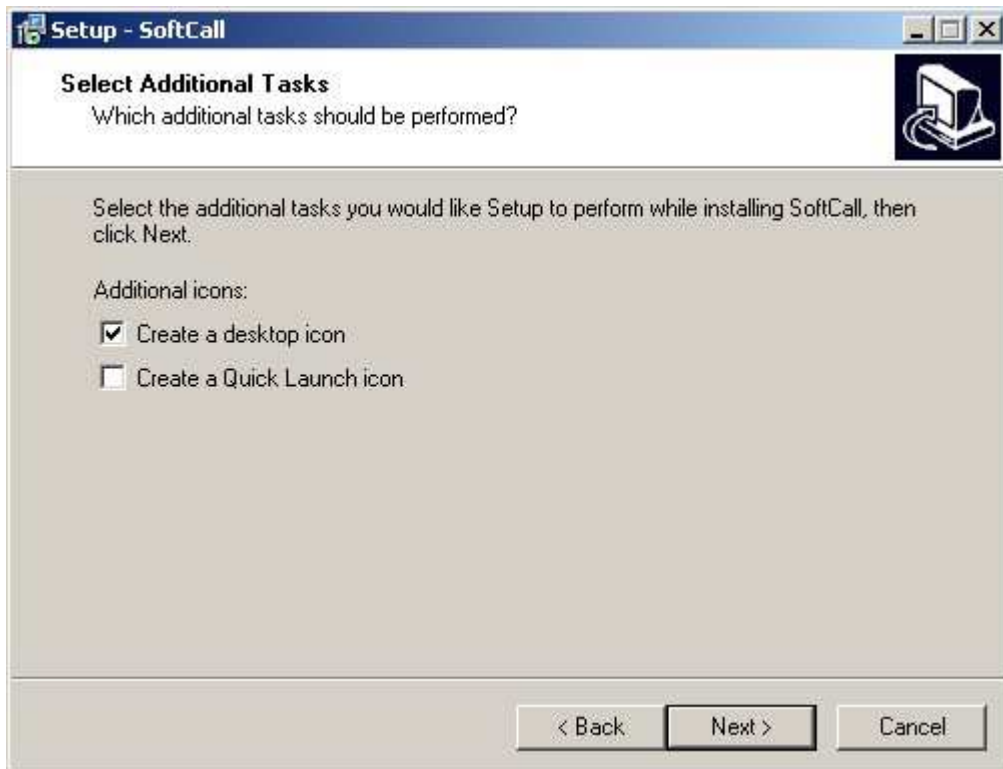 Setup - SoftCall
Select Additional Tasks
Which additional tasks should be performed?
Select the additional tasks you would like Setup to perform while installing SoftCall, then
click Next.
Additional icons:
Create a desktop icon
Create a Quick Launch icon
< Back
Next >
Cancel